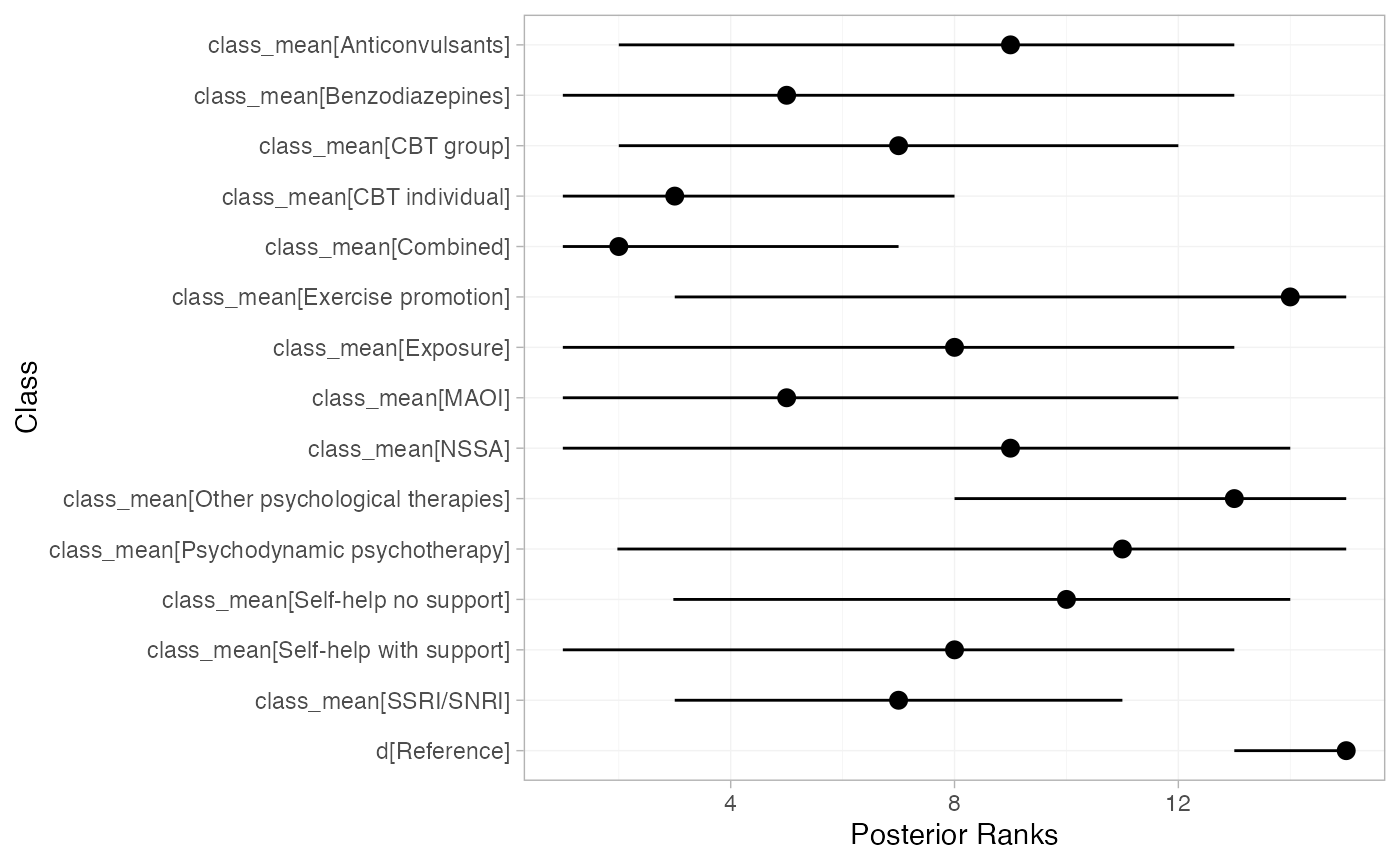 class_mean[Anticonvulsants]
class_mean[Benzodiazepines]
class_mean[CBT group]
class_mean[CBT individual]
class_mean[Combined]
class_mean[Exercise promotion]
class_mean[Exposure]
class_mean[MAOI]
class_mean[NSSA]
class_mean[Other psychological therapies]
class_mean[Psychodynamic psychotherapy]
class_mean[Self-help no support]
class_mean[Self-help with support]
class_mean[SSRI/SNRI]
d[Reference]
Class
4 8 12
Posterior Ranks